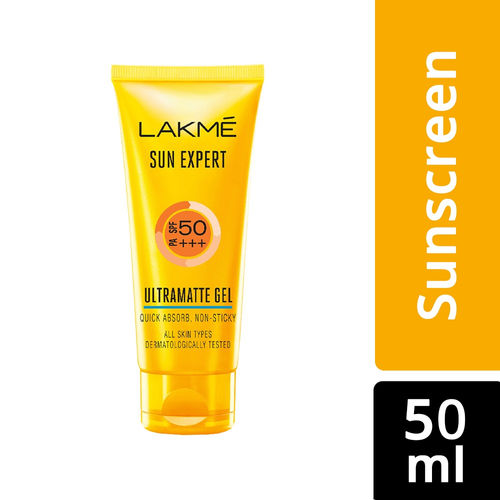 LAKMÉ
SUN EXPERT
PA SPF 50
+++
ULTRAMATTE GEL
QUICK ABSORB, NON-STICKY
ALL SKIN TYPES
DERMATOLOGICALLY TESTED
Sunscreen
50
ml